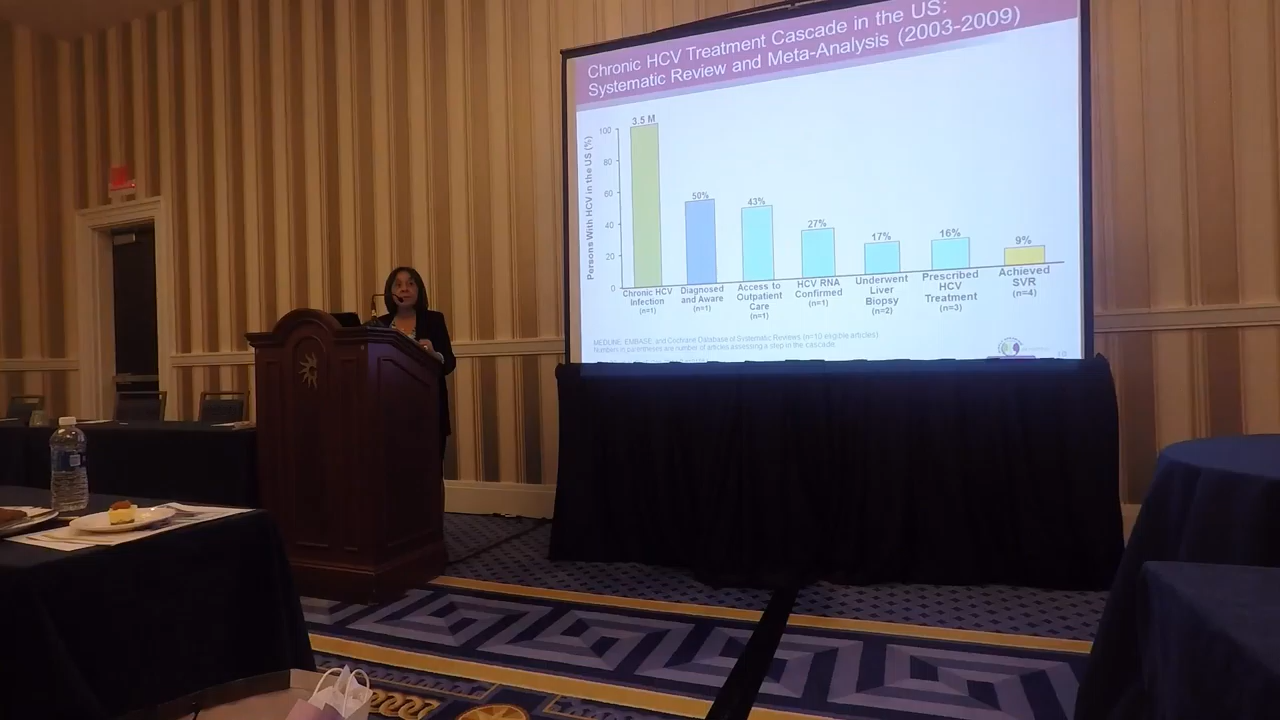 Chronic HCV Treatment Cascade in the US:
Systematic Review and Meta-Analysis (2003-2009)
Persons With HCV in the US (%)
100
80
60
40
20
0
3.5 M
50%
43%
27%
17%
16%
9%
Chronic HCV
Infection
(n=1)
Diagnosed
and Aware
(n=1)
Access to
Outpatient
Care
(n=1)
HCV RNA
Confirmed
(n=1)
Underwent
Liver
Biopsy
(n=2)
Prescribed
HCV
Treatment
(n=3)
Achieved
SVR
(n=4)
MEDLINE, EMBASE, and Cochrane Database of Systematic Reviews (n=10 eligible articles)
Numbers in parentheses are number of articles assessing a step in the cascade.